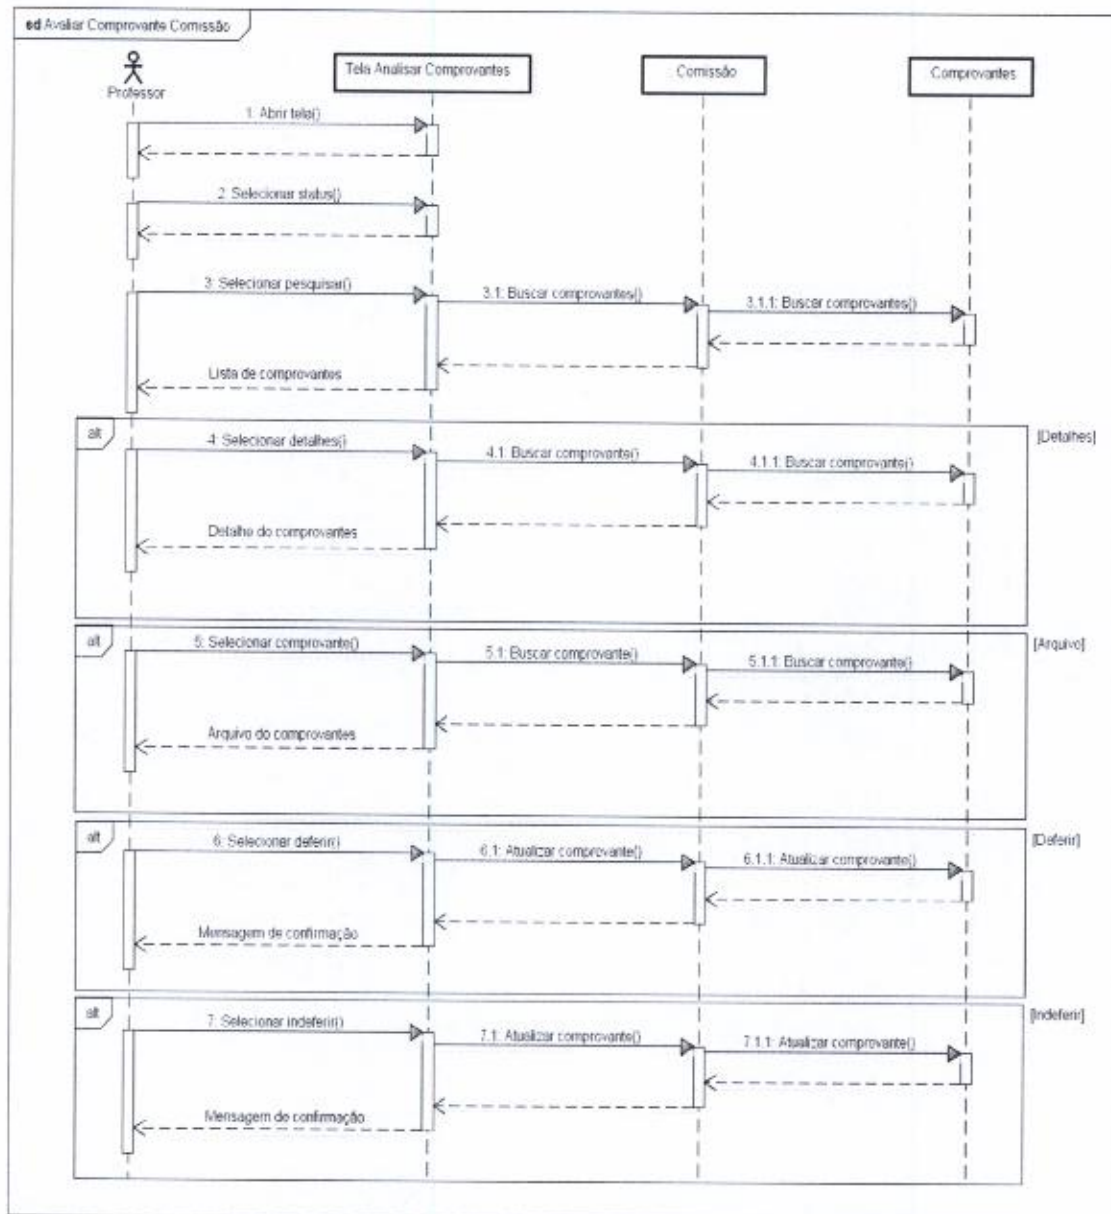 sd Avaliar Comprovante Comissão
Professor
Tela Analisar Comprovantes
Comissão
Comprovantes
1: Abrir tela()
2: Selecionar status()
3: Selecionar pesquisar()
3.1: Buscar comprovantes()
3.1.1: Buscar comprovantes()
Lista de comprovantes
alt
[Detalhes]
4: Selecionar detalhes()
4.1: Buscar comprovante()
4.1.1: Buscar comprovante()
Detalhe do comprovantes
alt
[Arquivo]
5: Selecionar comprovante()
5.1: Buscar comprovante()
5.1.1: Buscar comprovante()
Arquivo do comprovantes
alt
[Deferir]
6: Selecionar deferir()
6.1: Atualizar comprovante()
6.1.1: Atualizar comprovante()
Mensagem de confirmação
alt
[Indeferir]
7: Selecionar indeferir()
7.1: Atualizar comprovante()
7.1.1: Atualizar comprovante()
Mensagem de confirmação